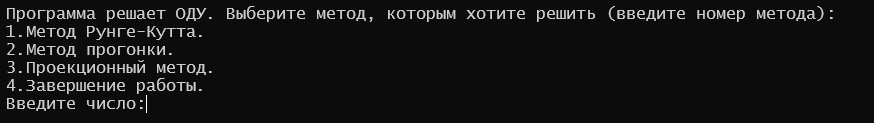 Программа решает ОДУ. Выберите метод, которым хотите решить (введите номер метода):
1.Метод Рунге-Кутта.
2.Метод прогонки.
3.Проекционный метод.
4.Завершение работы.
Введите число: